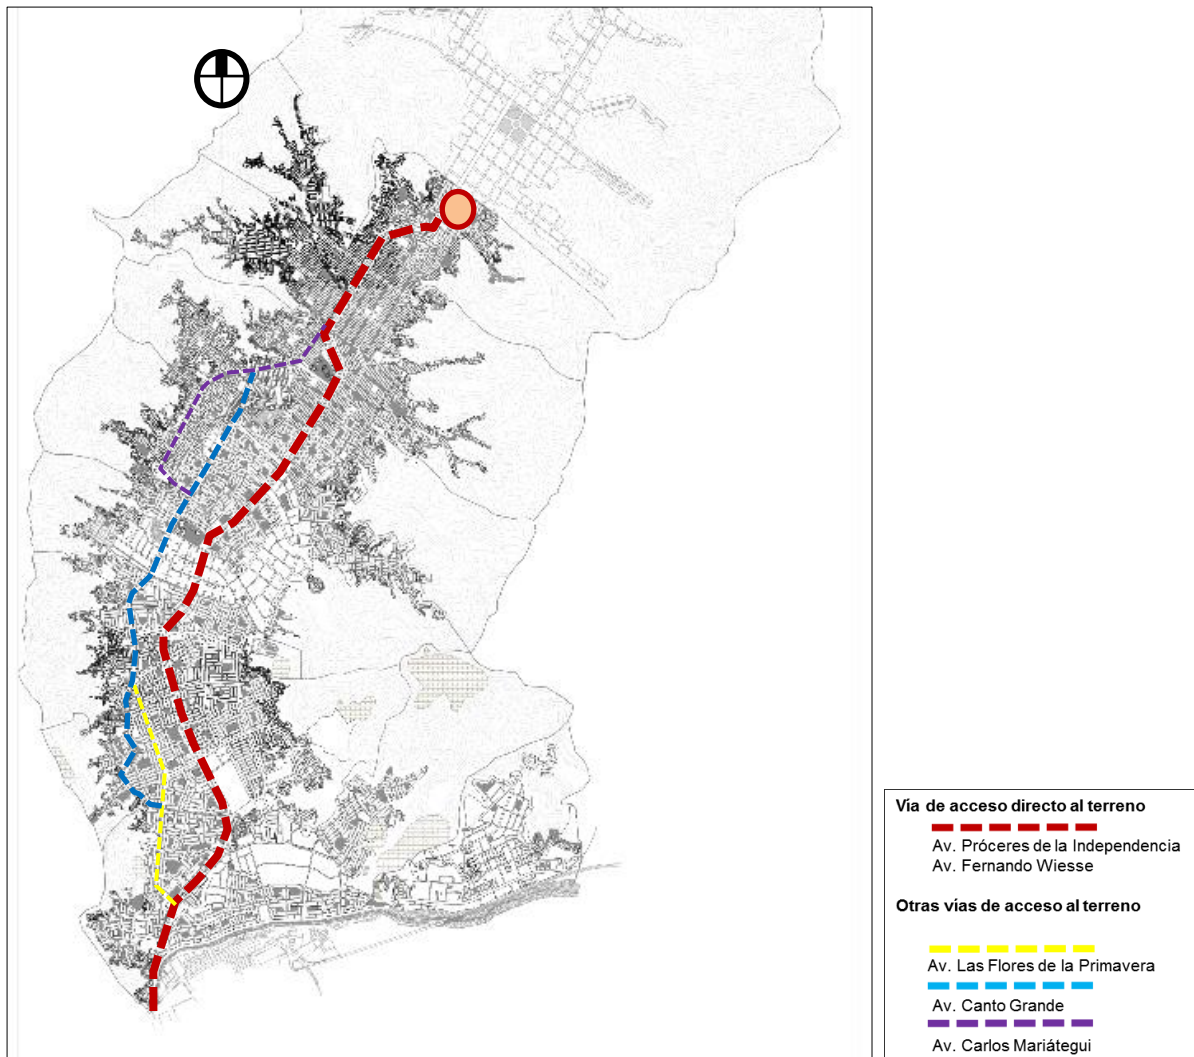 Vía de acceso directo al terreno
Av. Próceres de la Independencia
Av. Fernando Wiesse
Otras vías de acceso al terreno
Av. Las Flores de la Primavera
Av. Canto Grande
Av. Carlos Mariátegui